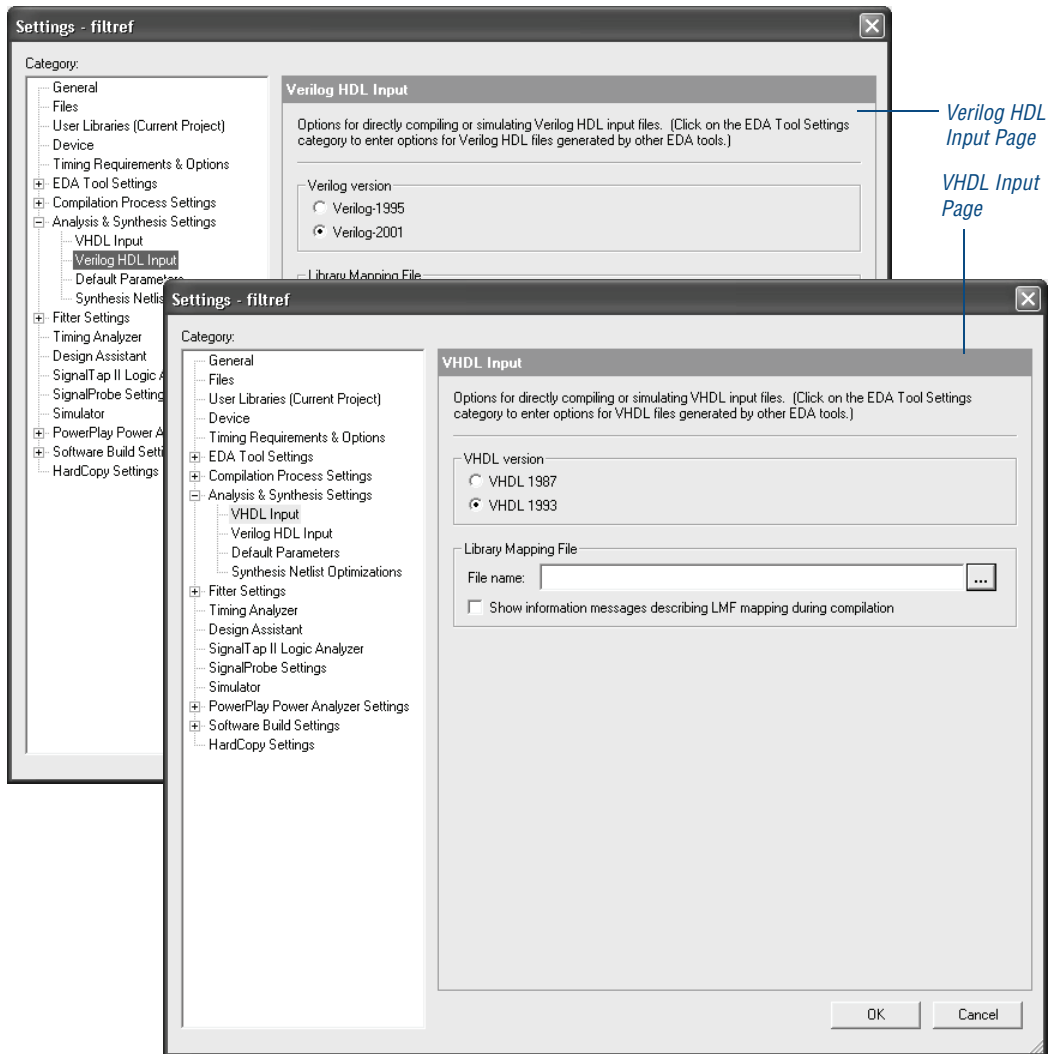 Settings - filtref
Category:
General
Files
User Libraries (Current Project)
Device
Timing Requirements & Options
EDA Tool Settings
Compilation Process Settings
Analysis & Synthesis Settings
VHDL Input
Verilog HDL Input
Default Parameters
Synthesis Netlis
Fitter Settings
Timing Analyzer
Design Assistant
SignalTap II Logic
SignalProbe Setting
Simulator
PowerPlay Power A
Software Build Setti
HardCopy Settings
Verilog HDL Input
Options for directly compiling or simulating Verilog HDL input files. (Click on the EDA Tool Settings
category to enter options for Verilog HDL files generated by other EDA tools.)
Verilog version
Verilog-1995
Verilog-2001
Library Mapping File
Verilog HDL
Input Page
VHDL Input
Page
Settings - filtref
Category:
General
Files
User Libraries (Current Project)
Device
Timing Requirements & Options
EDA Tool Settings
Compilation Process Settings
Analysis & Synthesis Settings
VHDL Input
Verilog HDL Input
Default Parameters
Synthesis Netlist Optimizations
Fitter Settings
Timing Analyzer
Design Assistant
SignalTap II Logic Analyzer
SignalProbe Settings
Simulator
PowerPlay Power Analyzer Settings
Software Build Settings
HardCopy Settings
VHDL Input
Options for directly compiling or simulating VHDL input files. (Click on the EDA Tool Settings
category to enter options for VHDL files generated by other EDA tools.)
VHDL version
VHDL 1987
VHDL 1993
Library Mapping File
File name:
...
Show information messages describing LMF mapping during compilation
OK
Cancel